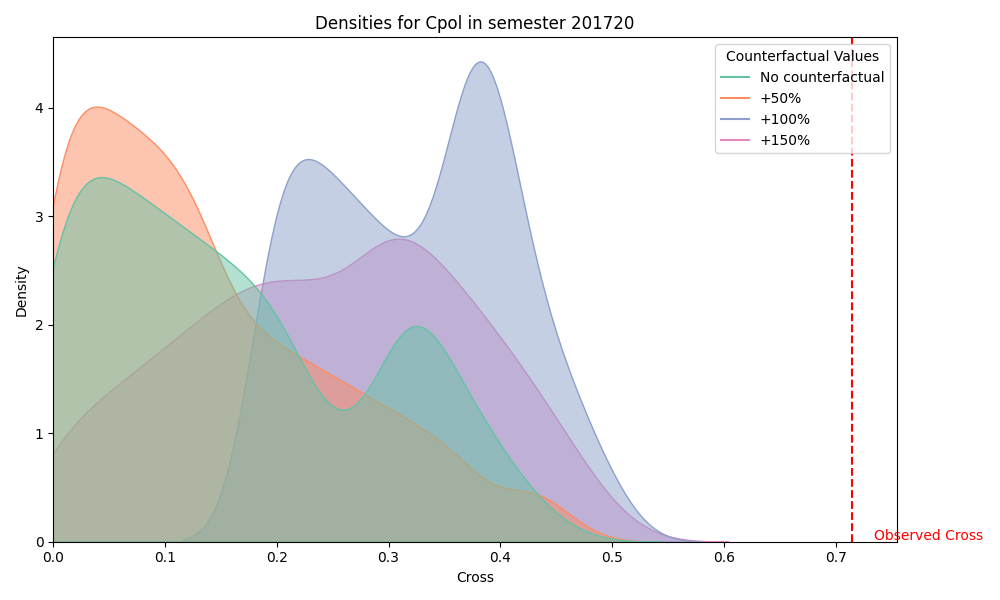 Densities for Cpol in semester 201720
Counterfactual Values
No counterfactual
+50%
+100%
+150%
Density
4
3
2
1
0
0.0 0.1 0.2 0.3 0.4 0.5 0.6 0.7
Observed Cross
Cross